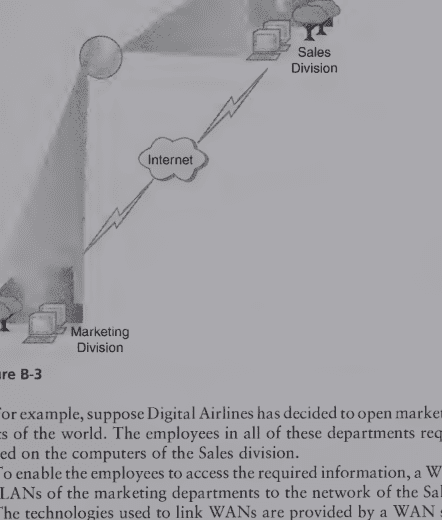 Sales
Division
Internet
Marketing
Division
re B-3
or example, suppose Digital Airlines has decided to open market
s of the world. The employees in all of these departments req
ed on the computers of the Sales division.
To enable the employees to access the required information, a W
LANs of the marketing departments to the network of the Sal
The technologies used to link WANs are provided by a WAN s